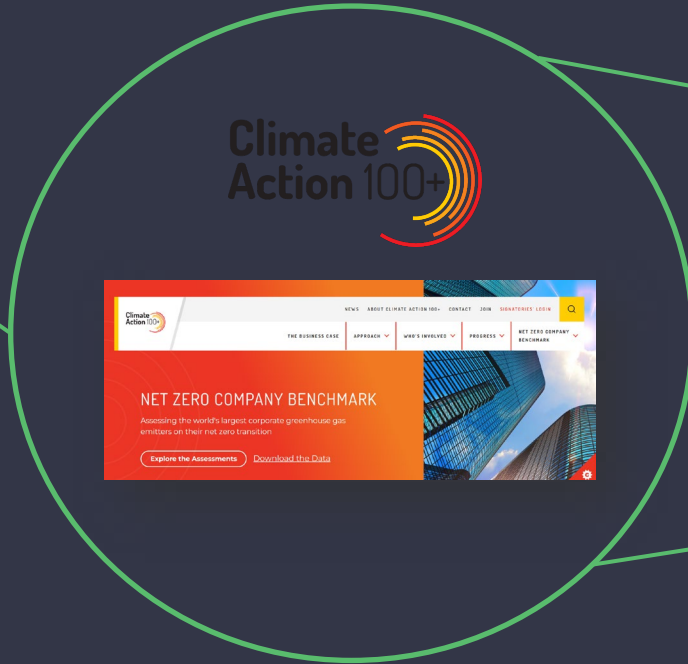 Climate
Action 100+
NEWS ABOUT CLIMATE ACTION 100+ CONTACT JOIN SIGNATORIES LOGIN
Climate
Action 100+
THE BUSINESS CASE APPROACH WHO'S INVOLVED PROGRESS NET ZERO COMPANY
BENCHMARK
NET ZERO COMPANY BENCHMARK
Assessing the world's largest corporate greenhouse gas
emitters on their net zero transition
Explore the Assessments Download the Data